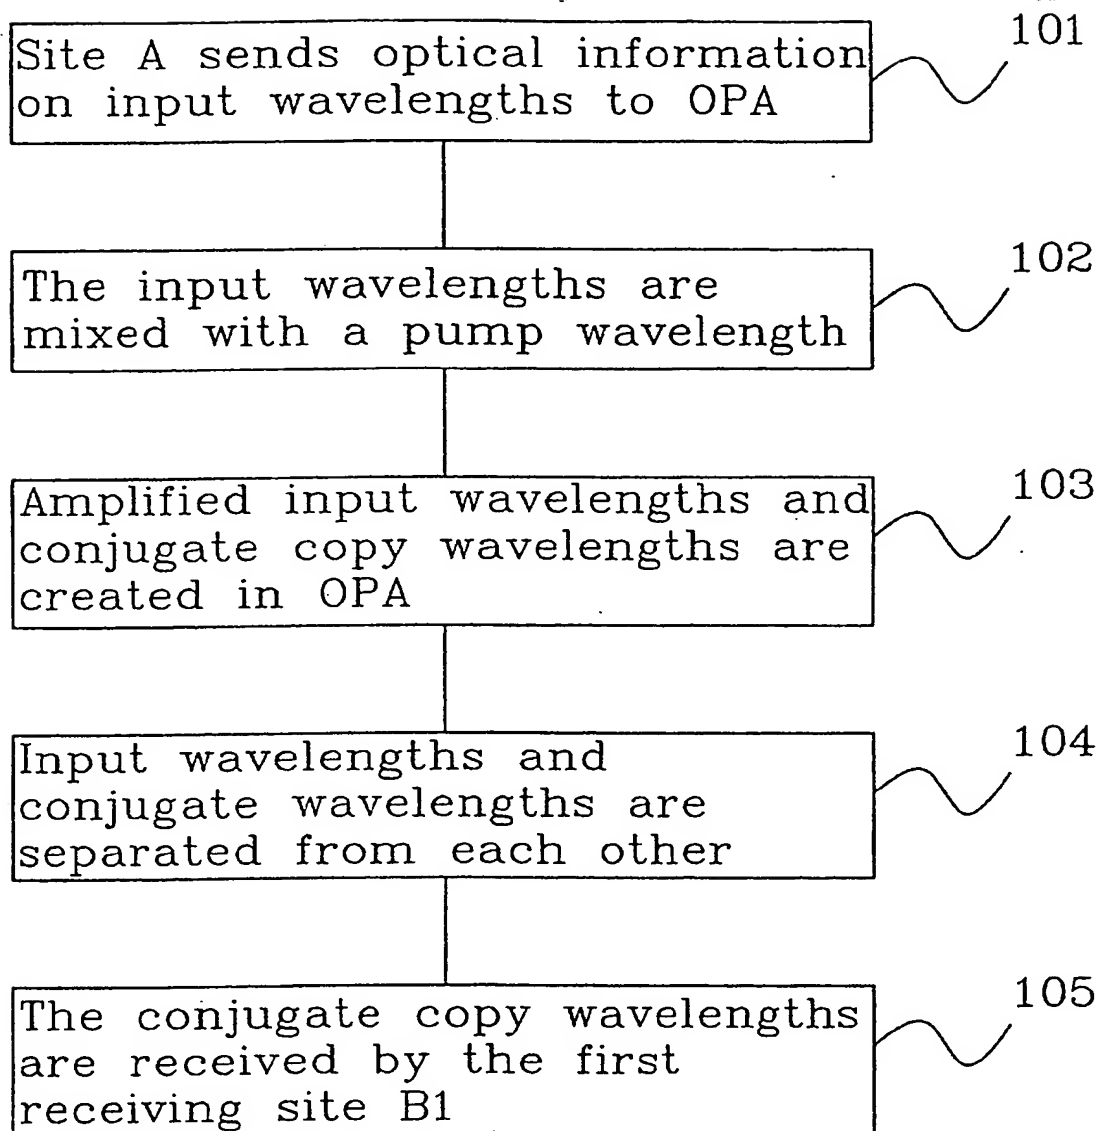 Site A sends optical information
on input wavelengths to OPA
101
The input wavelengths are
mixed with a pump wavelength
102
Amplified input wavelengths and
conjugate copy wavelengths are
created in OPA
103
Input wavelengths and
conjugate wavelengths are
separated from each other
104
The conjugate copy wavelengths
are received by the first
receiving site B1
105